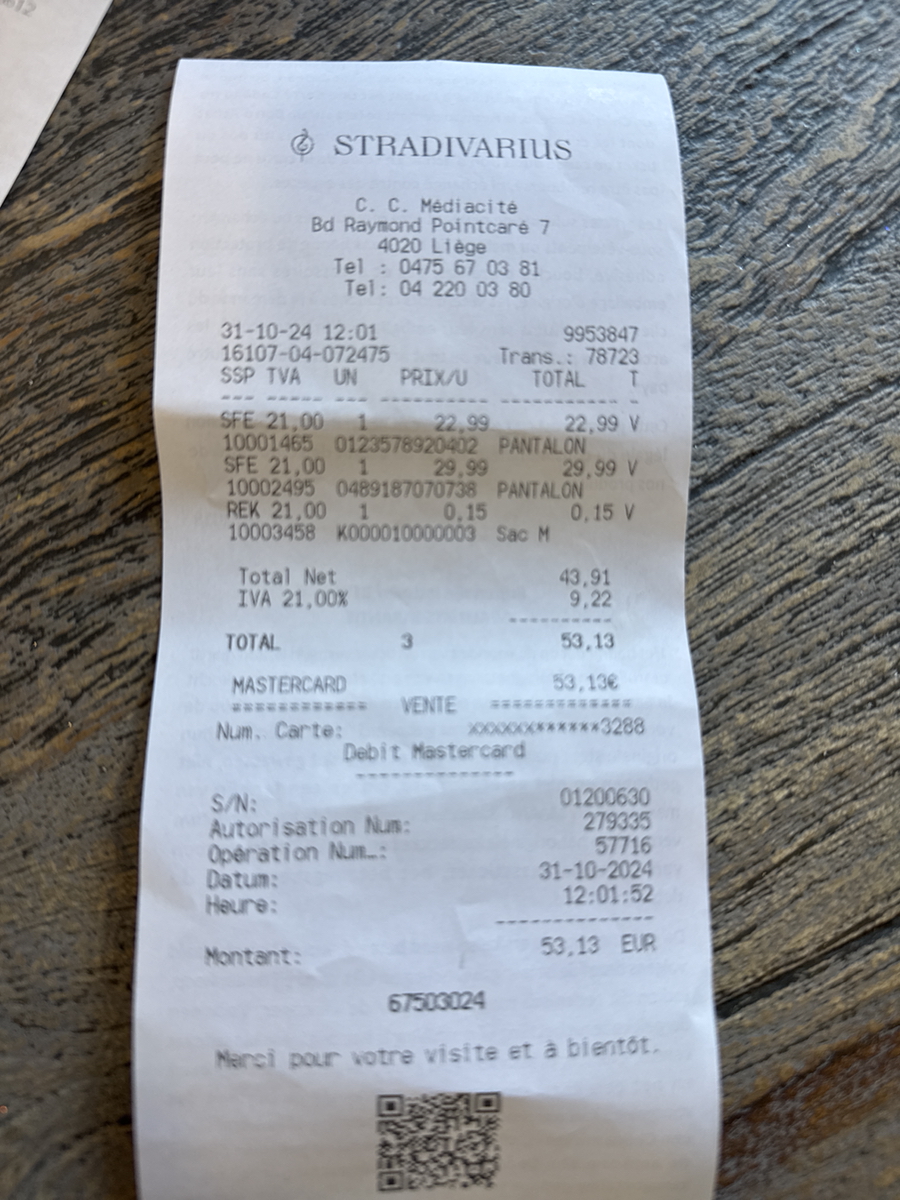 STRADIVARIUS
C. C. Médiacité
Bd Raymond Pointcaré 7
4020 Liège
Tel : 0475 67 03 81
Tel: 04 220 03 80
31-10-24 12:01 9953847
16107-04-072475 Trans.: 78723
SSP TVA UN PRIX/U TOTAL T
--- ----- --- ---------- ----------- -
SFE 21,00 1 22,99 22,99 V
10001465 0123578920402 PANTALON
SFE 21,00 1 29,99 29,99 V
10002495 0489187070738 PANTALON
REK 21,00 1 0,15 0,15 V
10003458 K000010000003 Sac M
Total Net 43,91
IVA 21,00% 9,22
----------
TOTAL 3 53,13
MASTERCARD 53,13€
============ VENTE =============
Num. Carte: XXXXXX******3288
Debit Mastercard
--------------
S/N: 01200630
Autorisation Num: 279335
Opération Num…: 57716
Datum: 31-10-2024
Heure: 12:01:52
--------------
Montant: 53,13 EUR
67503024
Merci pour votre visite et à bientôt.